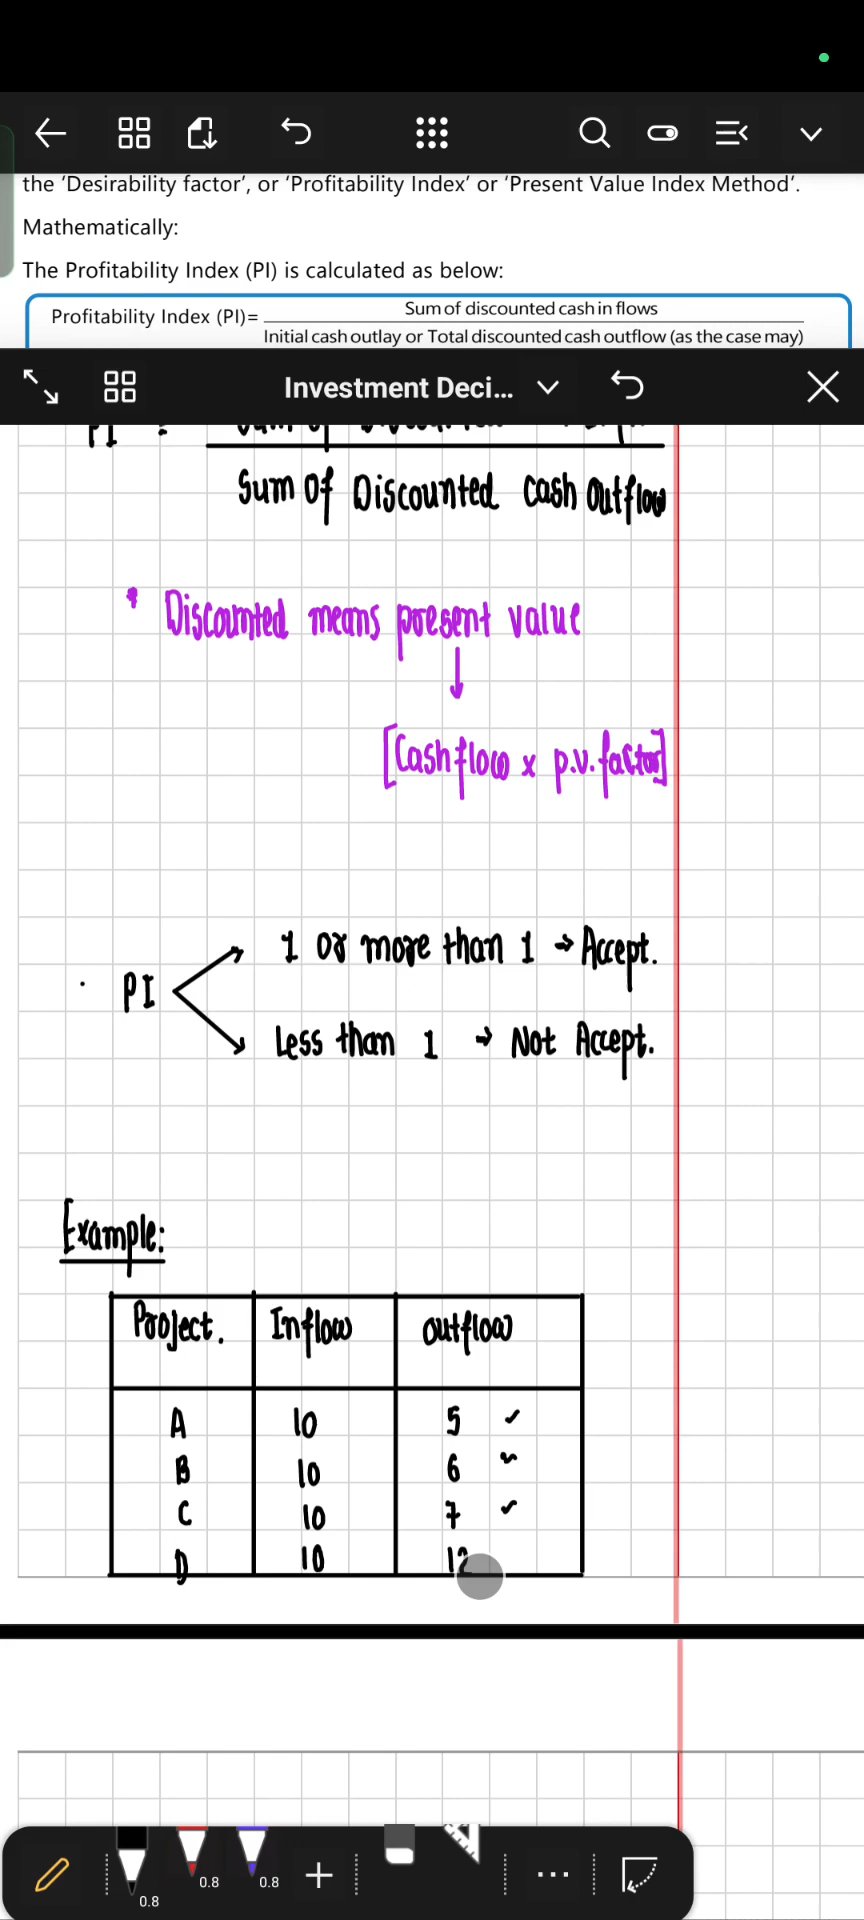 the ‘Desirability factor’, or ‘Profitability Index’ or ‘Present Value Index Method’.
Mathematically:
The Profitability Index (PI) is calculated as below:
Profitability Index (PI)= Sum of discounted cash in flows
Initial cash outlay or Total discounted cash outflow (as the case may)
Investment Deci...
PI =
Sum of Discounted cash outflow
* Discounted means present value
[Cashflow x p.v. factor]
1 or more than 1 → Accept.
• PI
Less than 1 → Not Accept.
Example:
Project. Inflow outflow
A 10 5 ✓
B 10 6
C 10 7 ✓
D 10 12
0.8 0.8 0.8